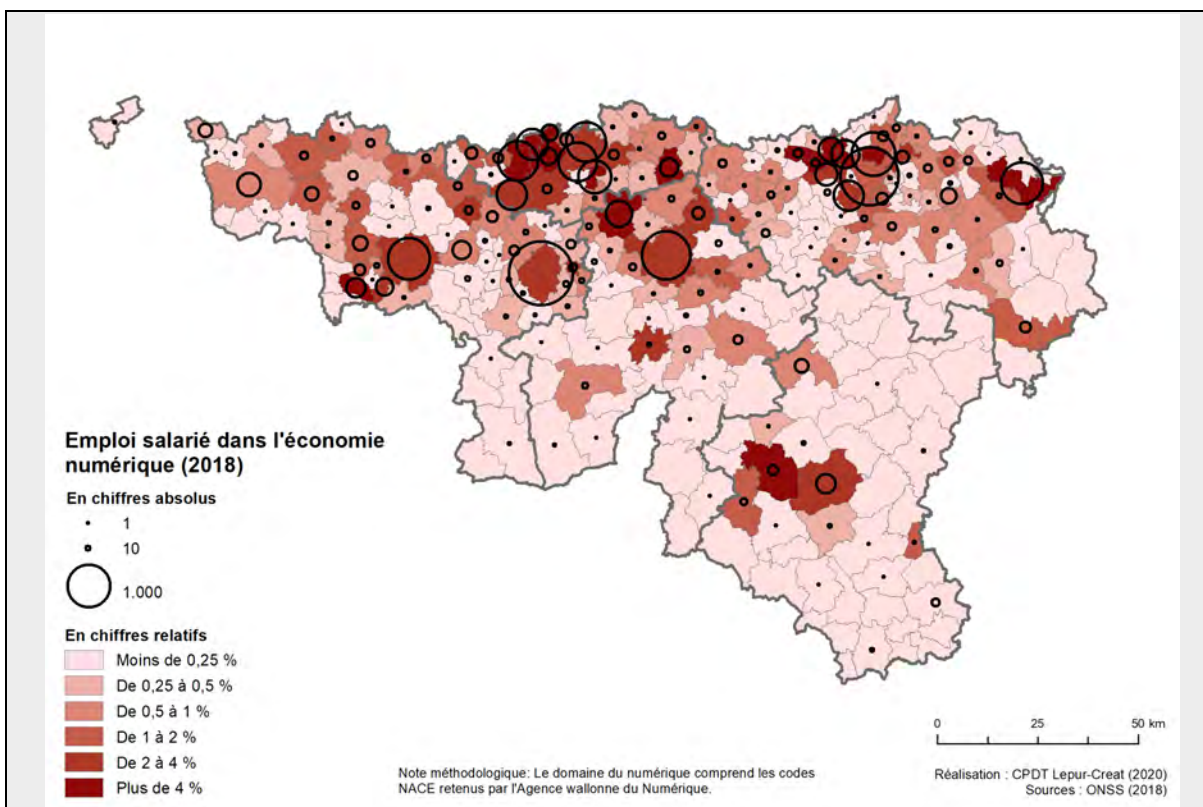 Emploi salarié dans l'économie
numérique (2018)
En chiffres absolus
1
10
1.000
En chiffres relatifs
Moins de 0,25 %
De 0,25 à 0,5 %
De 0,5 à 1 %
De 1 à 2 %
De 2 à 4 %
Plus de 4 %
Note méthodologique: Le domaine du numérique comprend les codes
NACE retenus par l'Agence wallonne du Numérique.
0 25 50 km
Réalisation : CPDT Lepur-Creat (2020)
Sources : ONSS (2018)